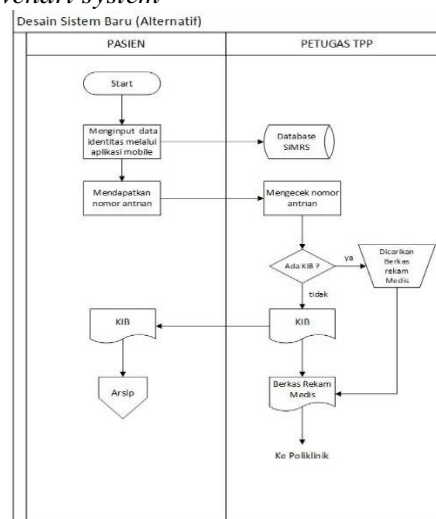 wchart system
Desain Sistem Baru (Alternatif)
PASIEN
PETUGAS TPP
Start
Menginput data
identitas melalui
aplikasi mobile
Database
SIMRS
Mendapatkan
nomor antrian
Mengecek nomor
antrian
Ada KIB ?
ya
Dicarikan
Berkas
rekam
Medis
tidak
KIB
KIB
Arsip
Berkas Rekam
Medis
Ke Poliklinik